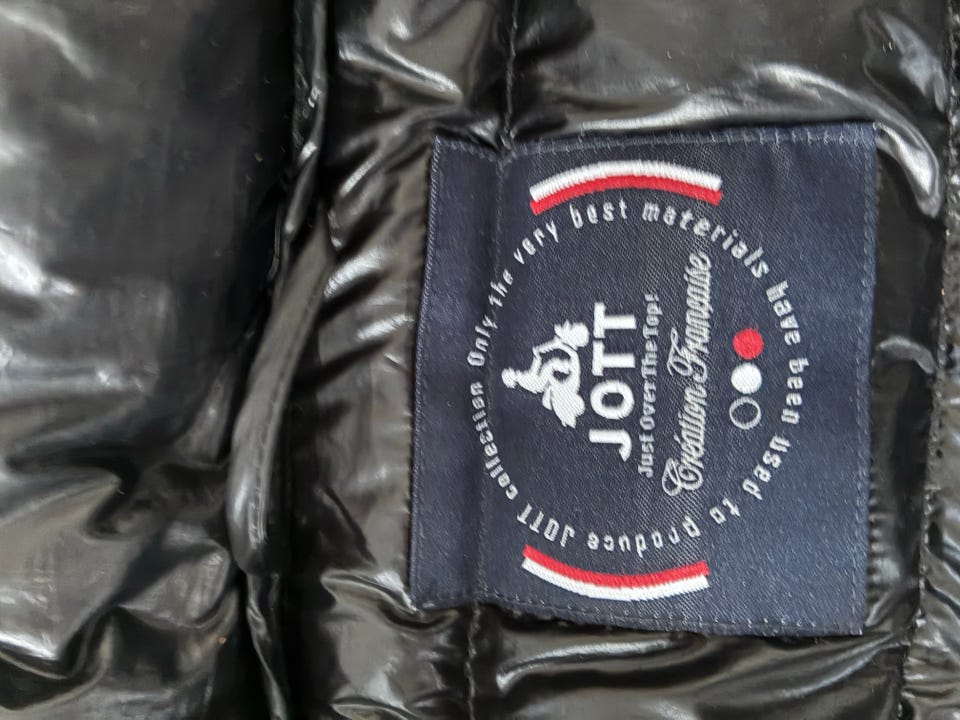 JOTT
Just Over The Top!
Création Française
Only the very best materials have been used to produce JOTT collection